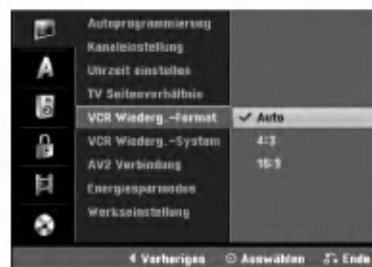 Autoprogrammierung
Kanaleinstellung
A
Uhrzeit einstellen
TV Seitenverhältnis
VCR Wiederg.-Format ✓ Auto
VCR Wiederg.-System 4:3
AV2 Verbindung 16:9
Energiesparmodus
Werkseinstellung
Vorheriges Auswählen Ende